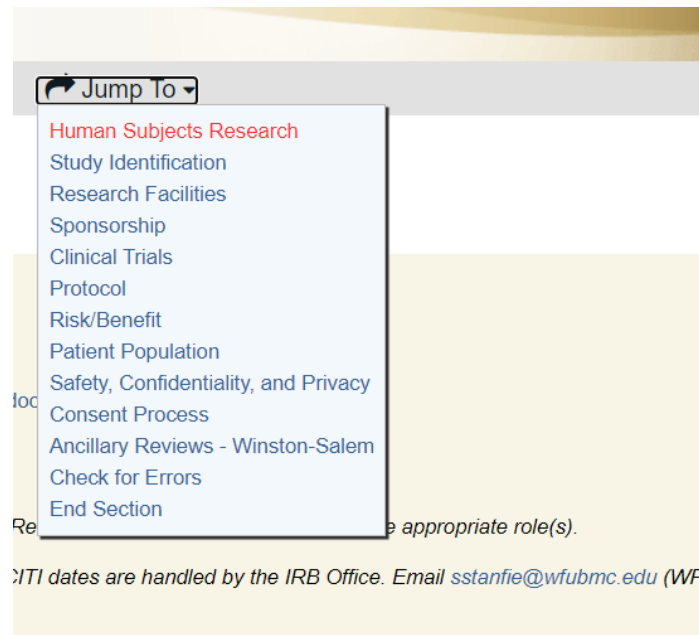 Jump To
Human Subjects Research
Study Identification
Research Facilities
Sponsorship
Clinical Trials
Protocol
Risk/Benefit
Patient Population
Safety, Confidentiality, and Privacy
Consent Process
Ancillary Reviews - Winston-Salem
Check for Errors
End Section
appropriate role(s).
dates are handled by the IRB Office. Email sstanfie@wfubmc.edu